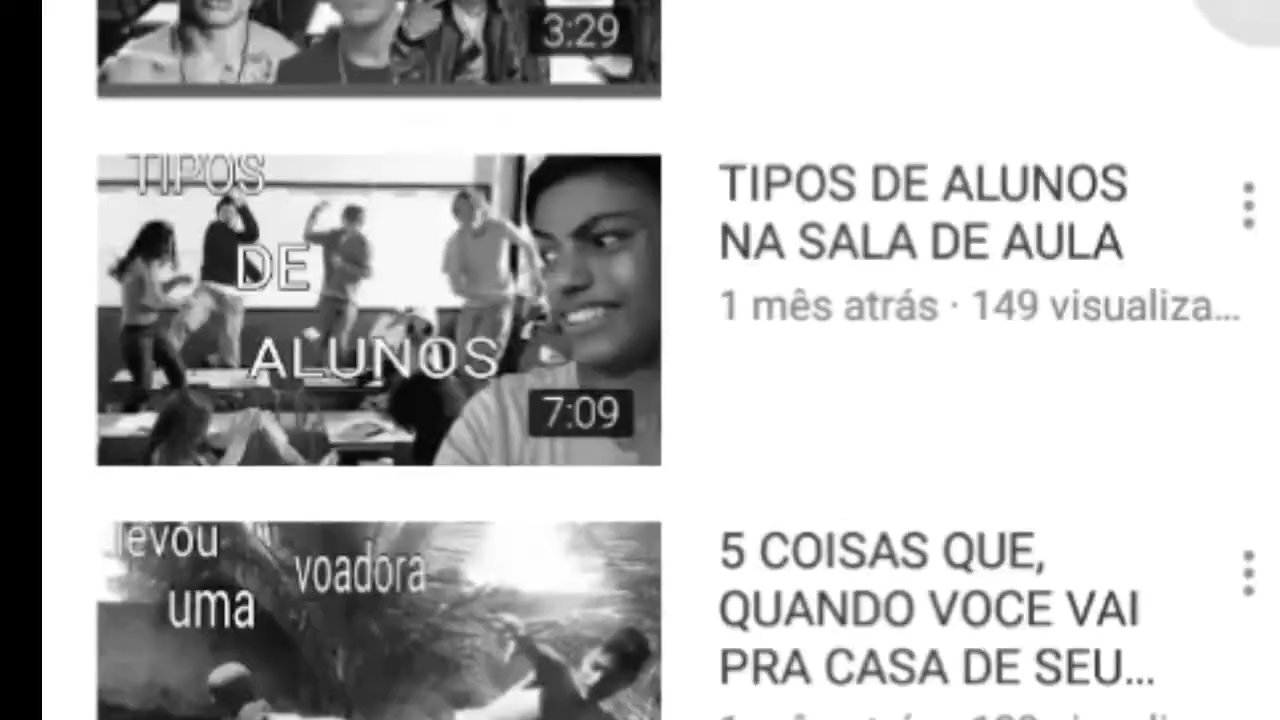 3:29
TIPOS
DE
ALUNOS
7:09
TIPOS DE ALUNOS
NA SALA DE AULA
1 mês atrás · 149 visualiza...
levou
voadora
uma
5 COISAS QUE,
QUANDO VOCE VAI
PRA CASA DE SEU...